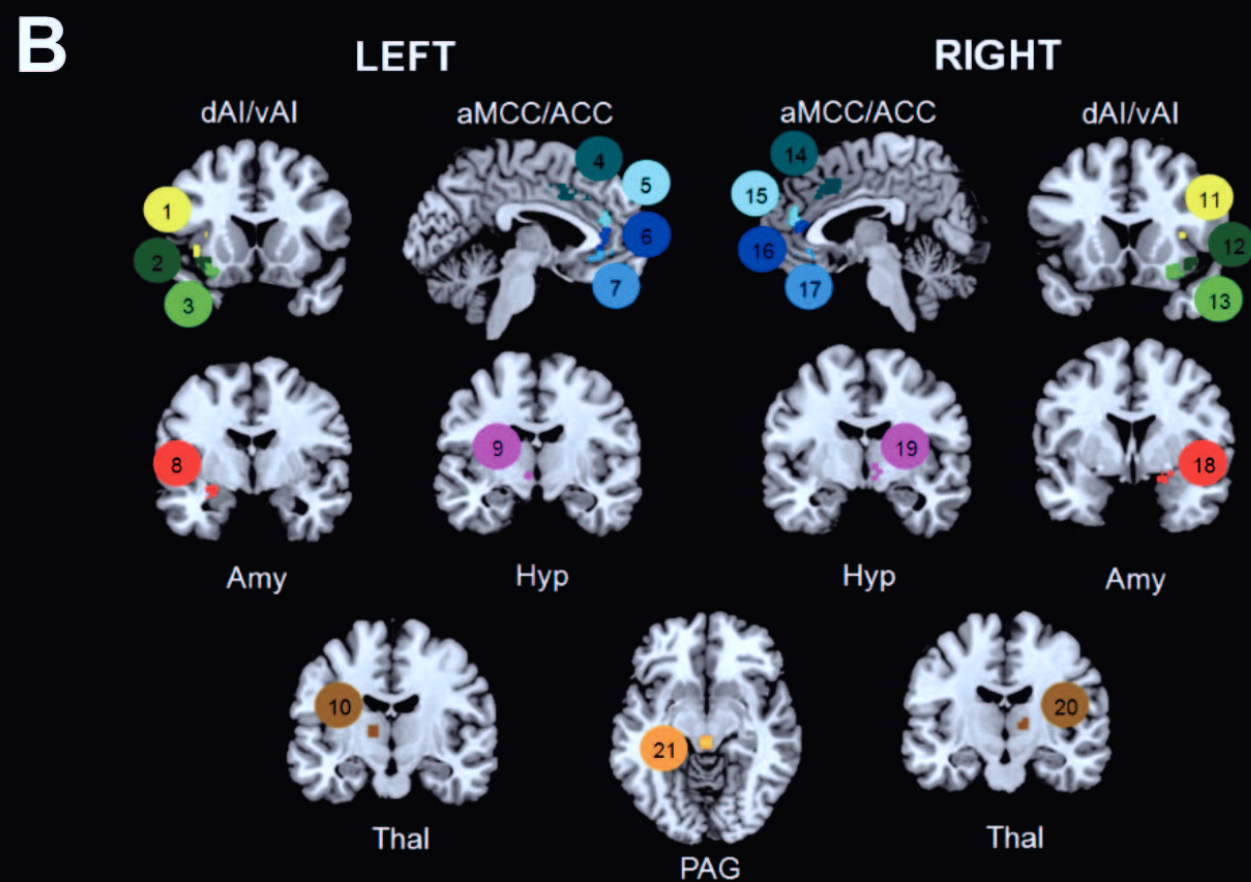 B
LEFT
RIGHT
dAI/vAI
aMCC/ACC
aMCC/ACC
dAI/vAI
1
2
3
4
5
6
7
14
15
16
17
11
12
13
8
9
19
18
Amy
Hyp
Hyp
Amy
10
21
20
Thal
PAG
Thal